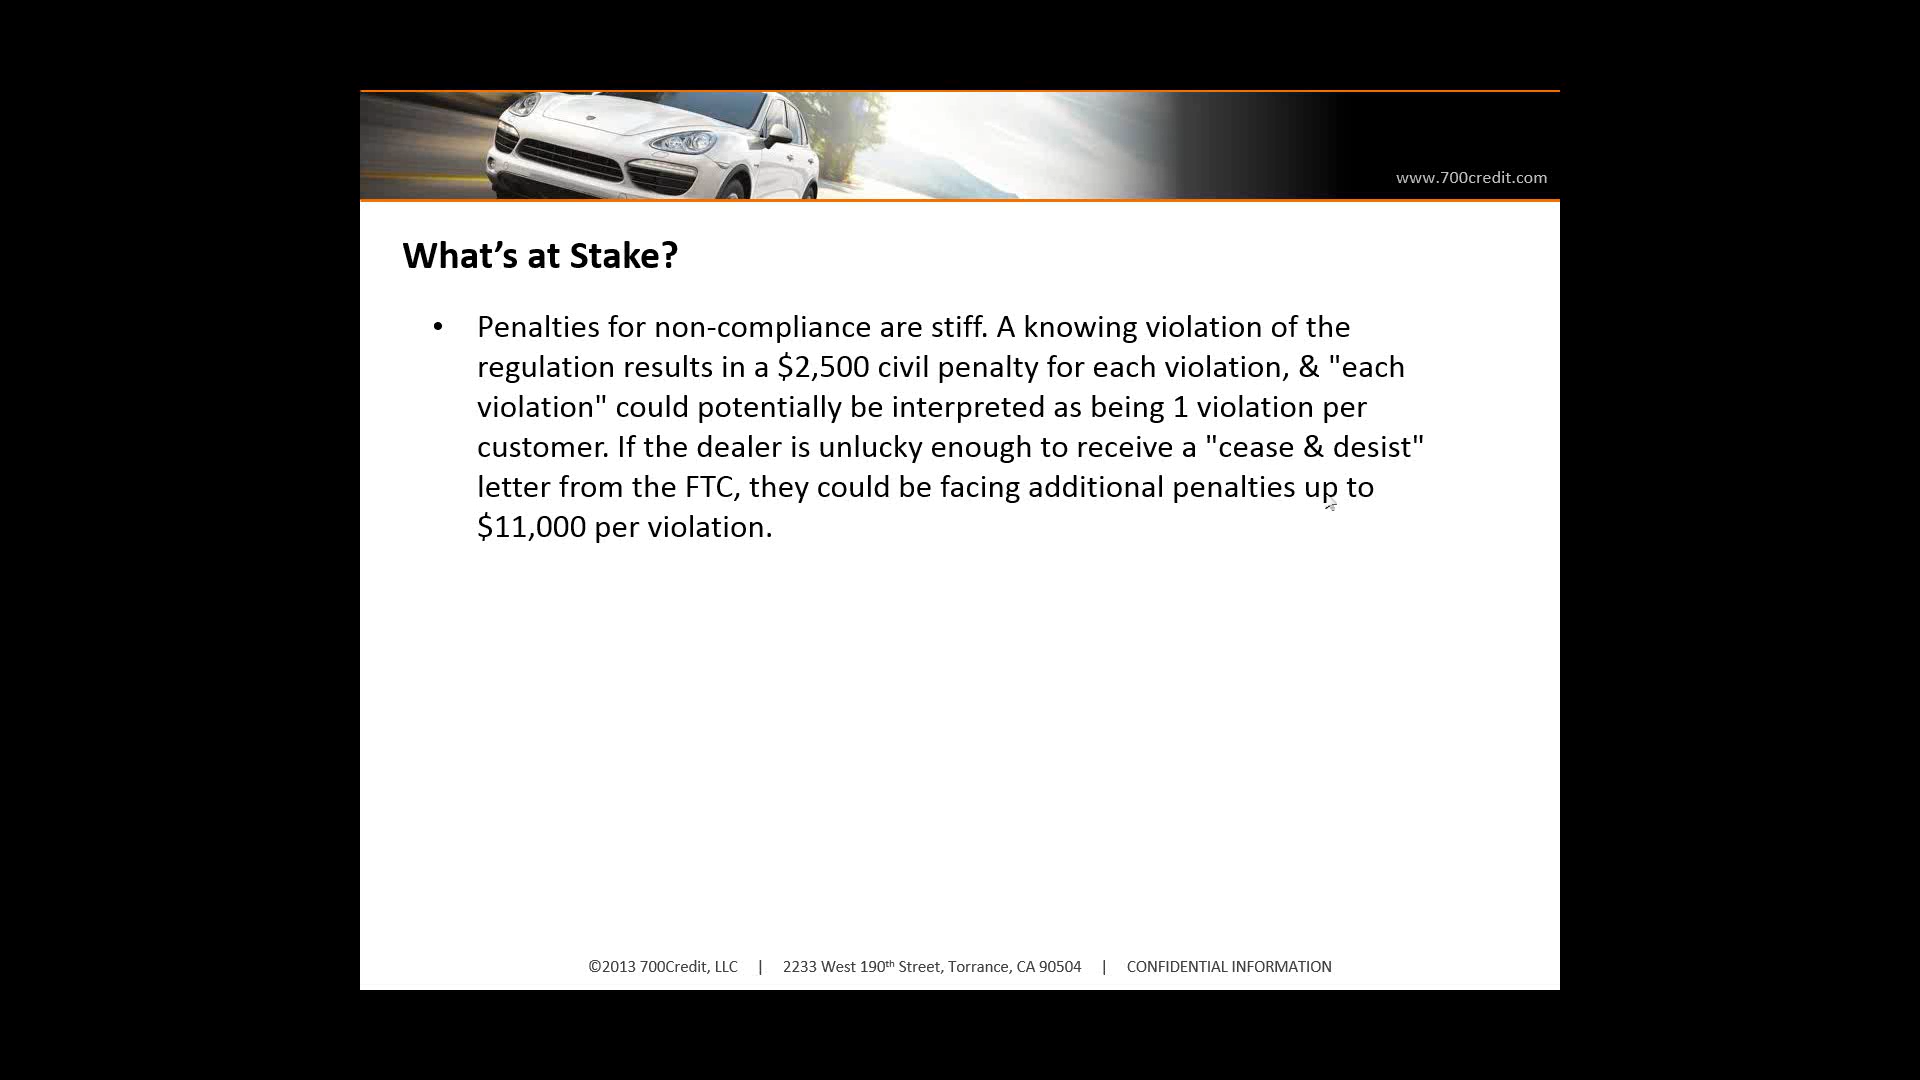 www.700credit.com
What’s at Stake?
• Penalties for non-compliance are stiff. A knowing violation of the
regulation results in a $2,500 civil penalty for each violation, & "each
violation" could potentially be interpreted as being 1 violation per
customer. If the dealer is unlucky enough to receive a "cease & desist"
letter from the FTC, they could be facing additional penalties up to
$11,000 per violation.
©2013 700Credit, LLC | 2233 West 190th Street, Torrance, CA 90504 | CONFIDENTIAL INFORMATION